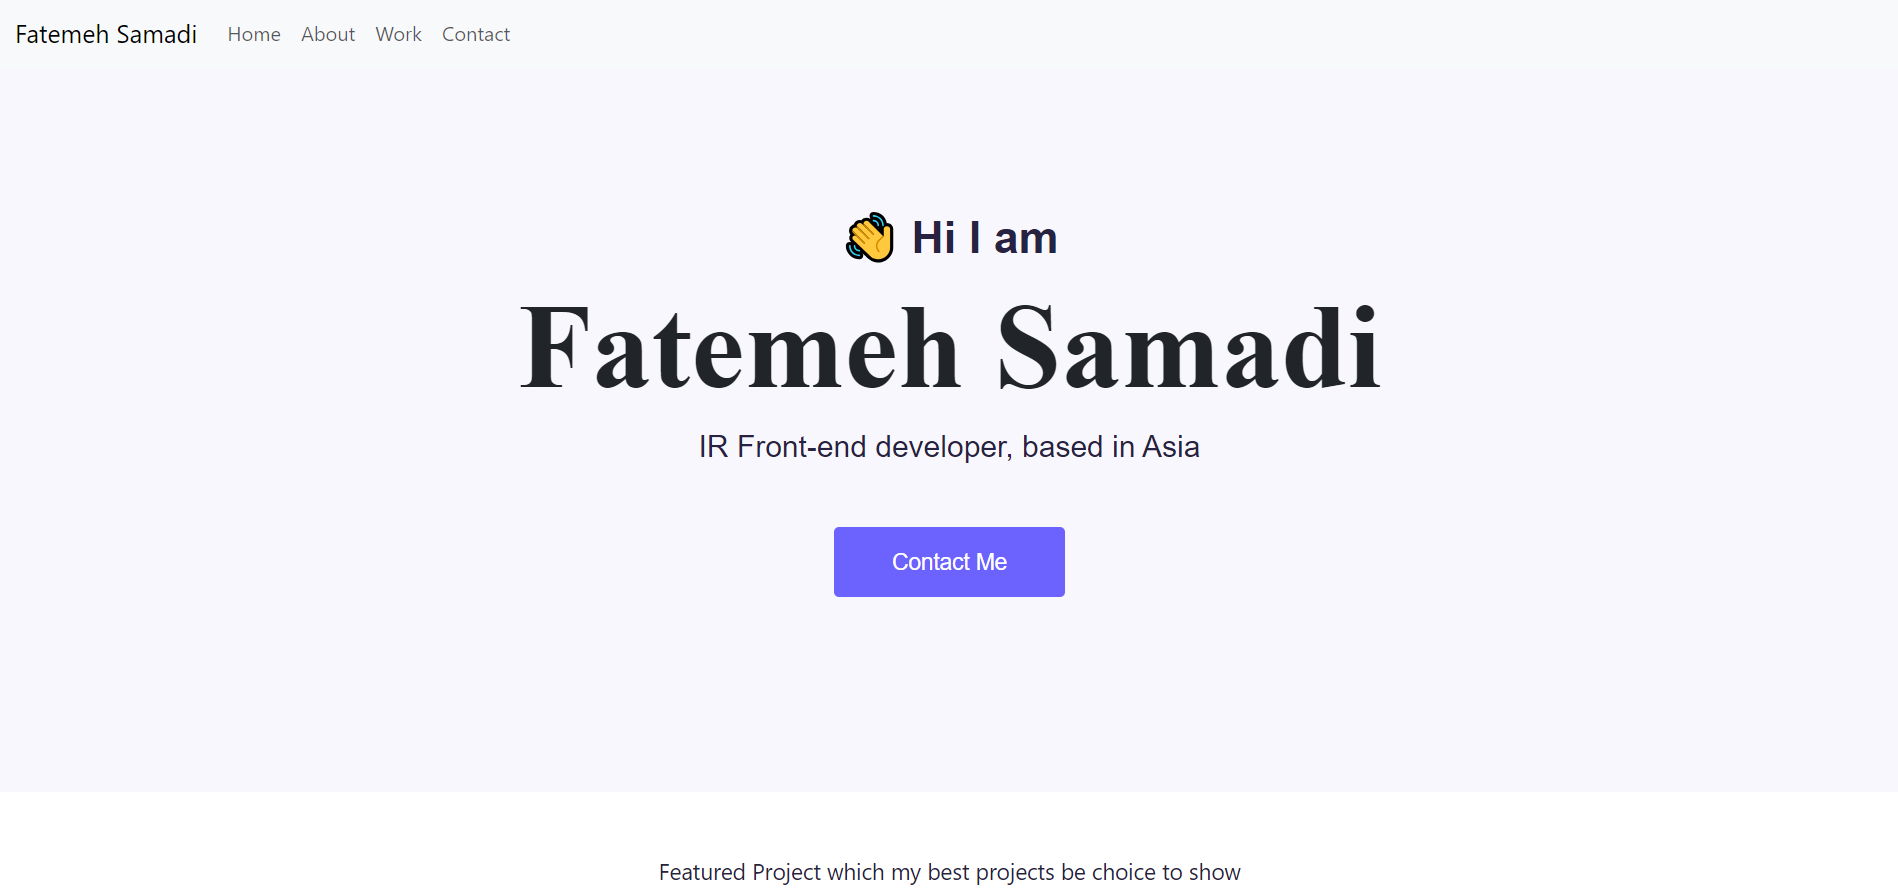 Fatemeh Samadi Home About Work Contact
👋 Hi I am
Fatemeh Samadi
IR Front-end developer, based in Asia
Contact Me
Featured Project which my best projects be choice to show